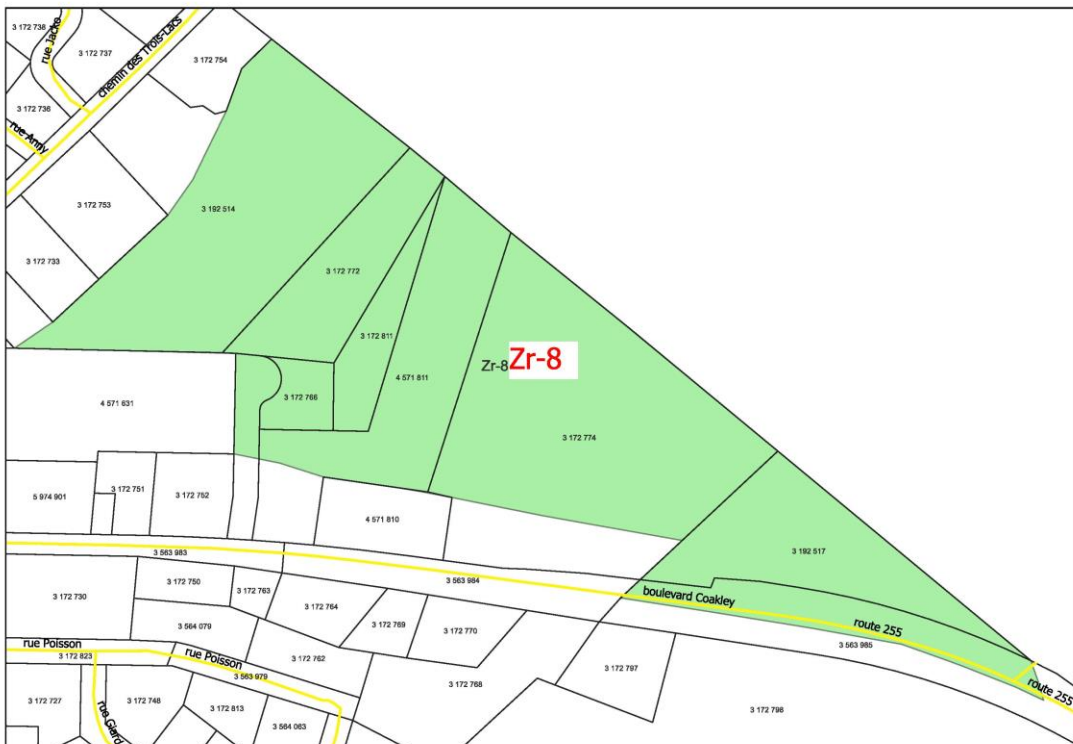 3 172 738
rue Jacko
3 172 737
chemin des Trois-Lacs
3 172 754
3 172 736
rue Anny
3 172 753
3 192 514
3 172 733
3 172 772
3 172 811
Zr-8
Zr-8
4 571 811
3 172 766
4 571 631
3 172 774
3 172 751
3 172 752
5 974 901
4 571 810
3 563 983
3 192 517
3 172 750
3 172 763
3 563 984
boulevard Coakley
3 172 730
3 172 764
3 564 079
3 172 769
3 172 770
route 255
3 563 985
rue Poisson
3 172 823
rue Poisson
3 172 762
3 563 979
3 172 797
3 172 768
route 255
3 172 727
rue Giard
3 172 748
3 172 813
3 564 063
3 172 798